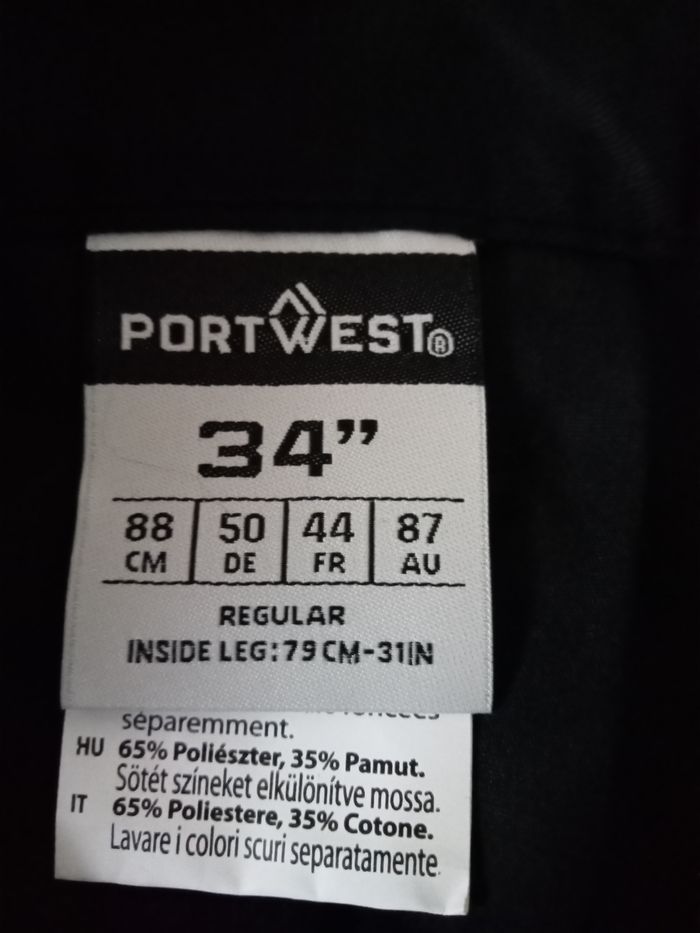 PORTWEST®
34”
88 50 44 87
CM DE FR AU
REGULAR
INSIDE LEG:79 CM-31IN
séparemment.
HU 65% Poliészter, 35% Pamut.
Sötét színeket elkülönítve mossa.
IT 65% Poliestere, 35% Cotone.
Lavare i colori scuri separatamente.